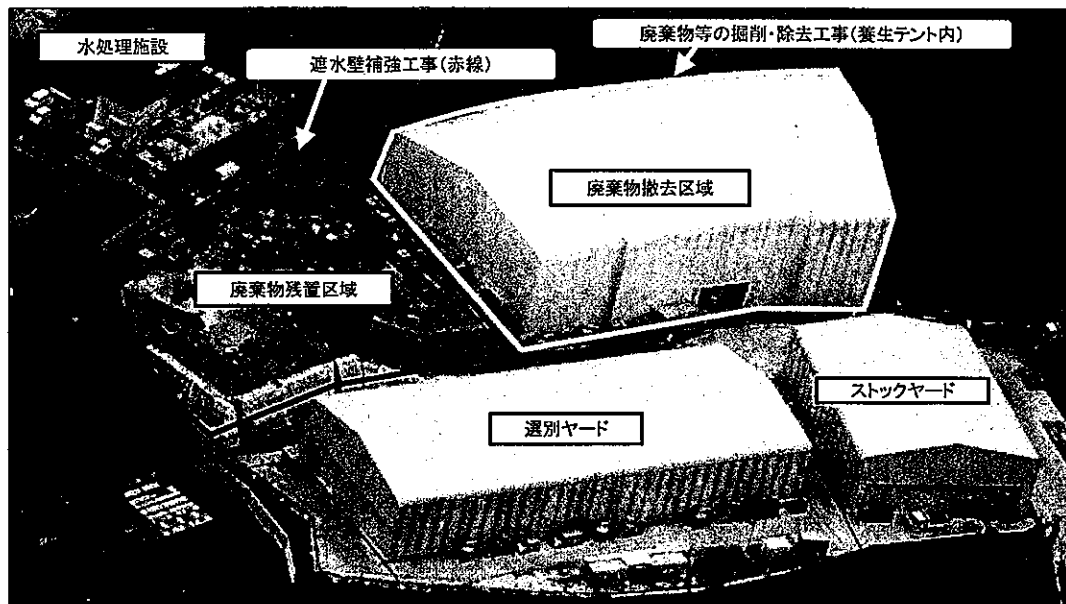 水処理施設
廃棄物等の掘削・除去工事(養生テント内)
遮水壁補強工事(赤線)
廃棄物撤去区域
廃棄物残置区域
ストックヤード
選別ヤード